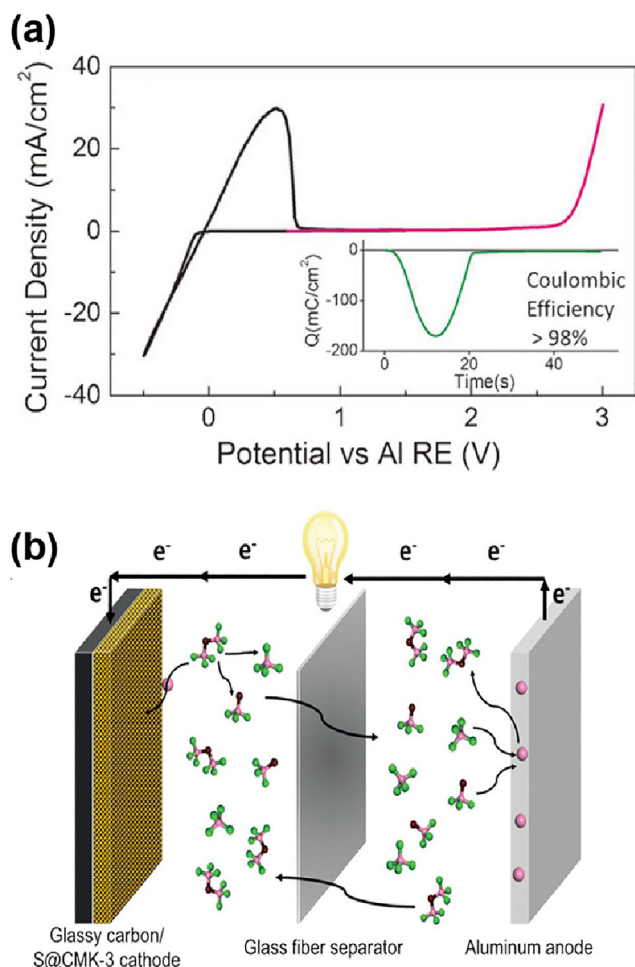 (a)
Current Density (mA/cm²)
40
20
0
-20
-40
0
1
2
3
Potential vs Al RE (V)
Q(mC/cm²)
0
-100
-200
0
20
40
Time(s)
Coulombic
Efficiency
> 98%
(b)
e⁻ e⁻ e⁻ e⁻
e⁻ e⁻
Glassy carbon/
S@CMK-3 cathode
Glass fiber separator
Aluminum anode